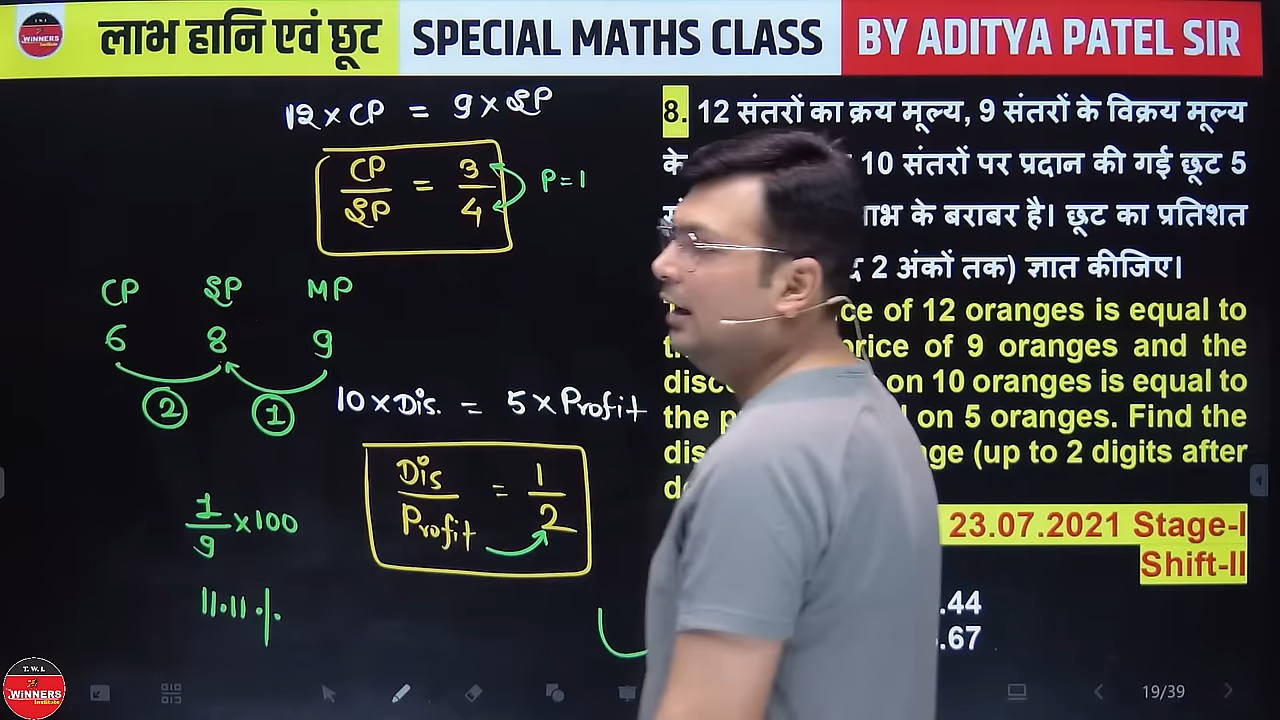 लाभ हानि एवं छूट SPECIAL MATHS CLASS BY ADITYA PATEL SIR
12×CP = 9×SP
CP/SP = 3/4 P=1
CP SP MP
6 8 9
2 1
10×Dis. = 5×Profit
Dis/Profit = 1/2
1/9 ×100
11.11%
8. 12 संतरों का क्रय मूल्य, 9 संतरों के विक्रय मूल्य
के 10 संतरों पर प्रदान की गई छूट 5
के बराबर है। छूट का प्रतिशत
2 अंकों तक) ज्ञात कीजिए।
of 12 oranges is equal to
of 9 oranges and the
on 10 oranges is equal to
the on 5 oranges. Find the
(up to 2 digits after
23.07.2021 Stage-I
Shift-II
.44
.67
T.W.I.
WINNERS
Institute
19/39